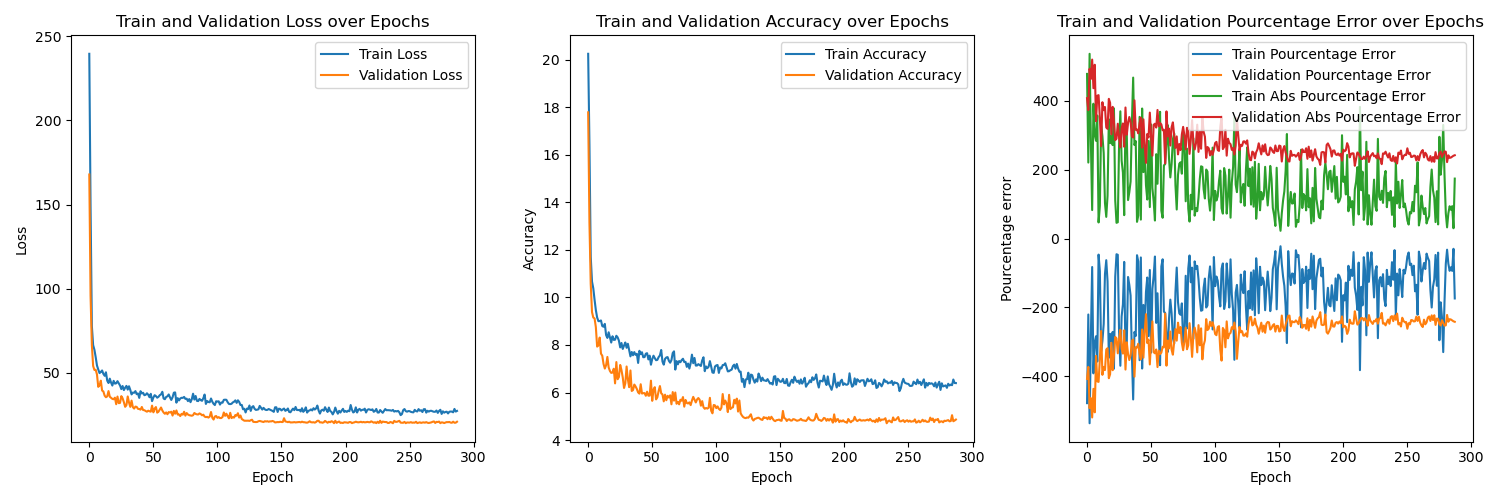 Train and Validation Loss over Epochs
250
200
150
100
50
0
50
100
150
200
250
300
Loss
Epoch
Train Loss
Validation Loss
Train and Validation Accuracy over Epochs
20
18
16
14
12
10
8
6
4
0
50
100
150
200
250
300
Accuracy
Epoch
Train Accuracy
Validation Accuracy
Train and Validation Pourcentage Error over Epochs
400
200
0
−200
−400
0
50
100
150
200
250
300
Pourcentage error
Epoch
Train Pourcentage Error
Validation Pourcentage Error
Train Abs Pourcentage Error
Validation Abs Pourcentage Error